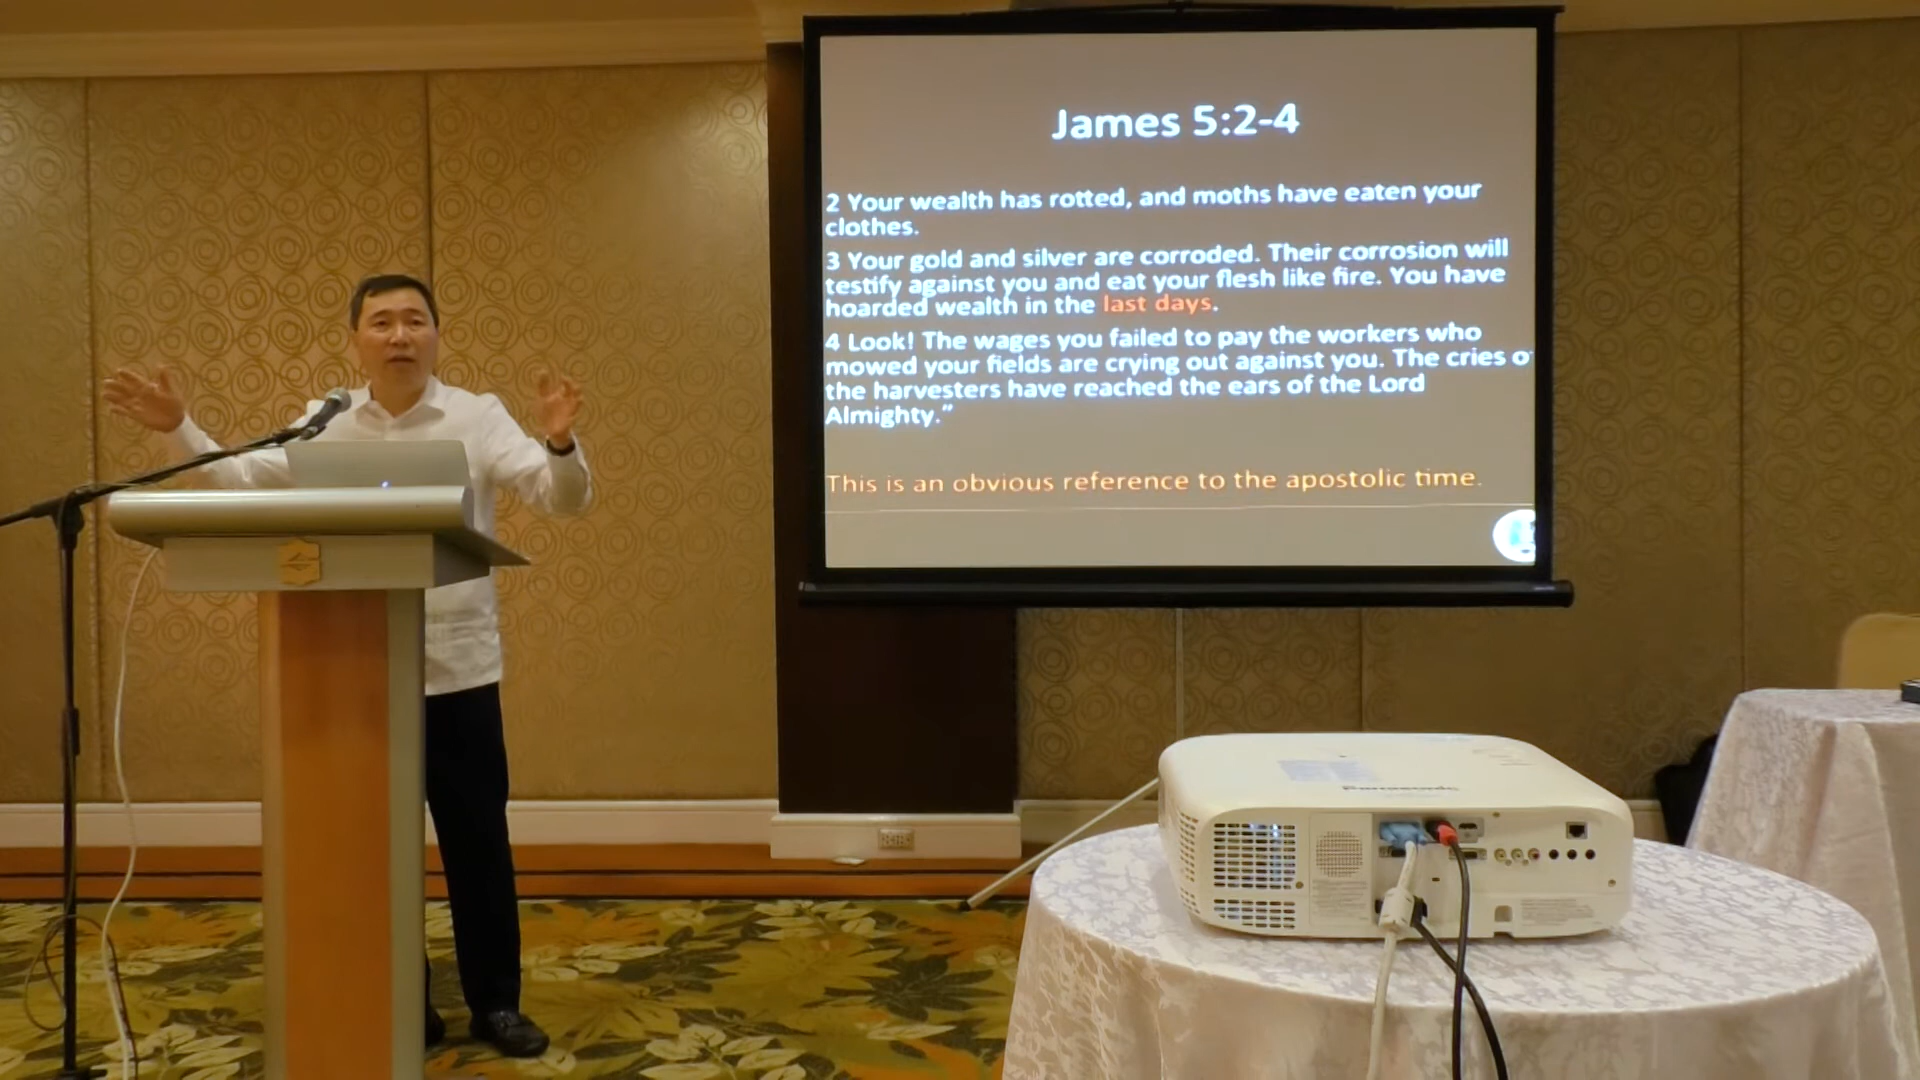 James 5:2-4
2 Your wealth has rotted, and moths have eaten your
clothes.
3 Your gold and silver are corroded. Their corrosion will
testify against you and eat your flesh like fire. You have
hoarded wealth in the last days.
4 Look! The wages you failed to pay the workers who
mowed your fields are crying out against you. The cries o
the harvesters have reached the ears of the Lord
Almighty.”
This is an obvious reference to the apostolic time.
Panasonic